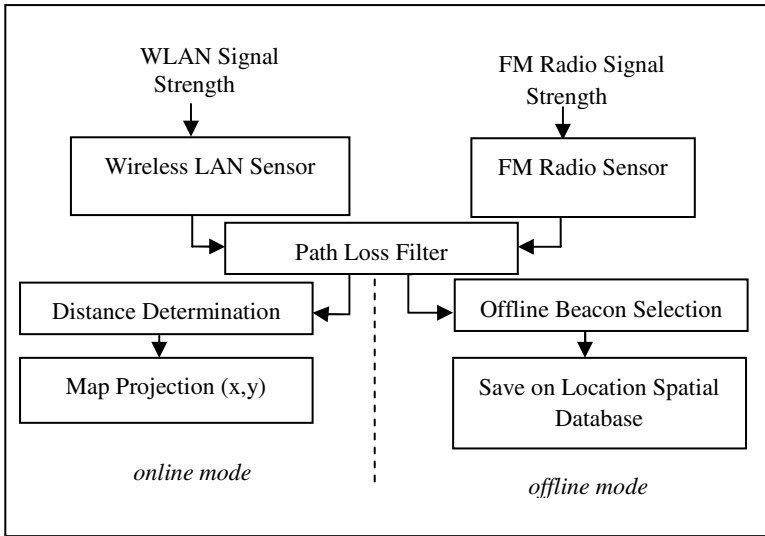 WLAN Signal
Strength
FM Radio Signal
Strength
Wireless LAN Sensor
FM Radio Sensor
Path Loss Filter
Distance Determination
Offline Beacon Selection
Map Projection (x,y)
Save on Location Spatial
Database
online mode
offline mode